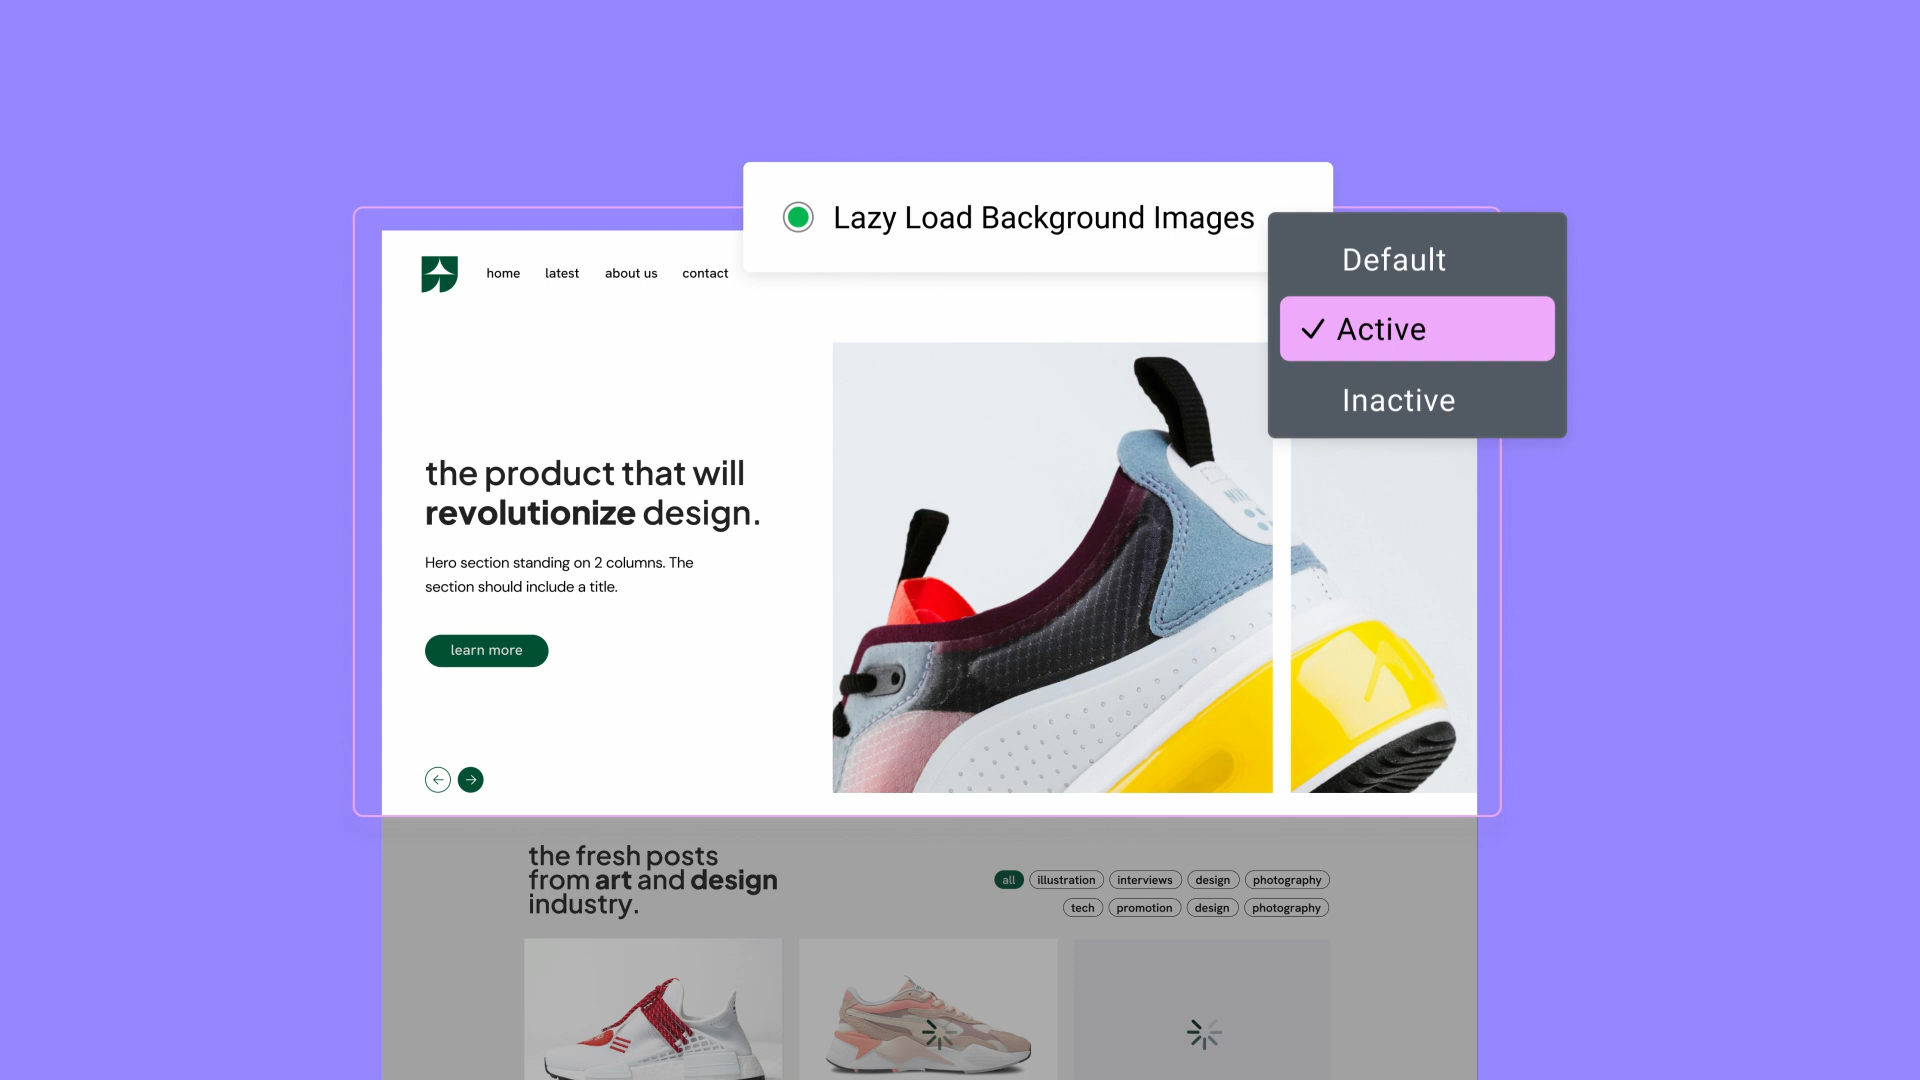 Lazy Load Background Images
Default
Active
Inactive
home latest about us contact
the product that will
revolutionize design.
Hero section standing on 2 columns. The
section should include a title.
learn more
the fresh posts
from art and design
industry.
all illustration interviews design photography
tech promotion design photography